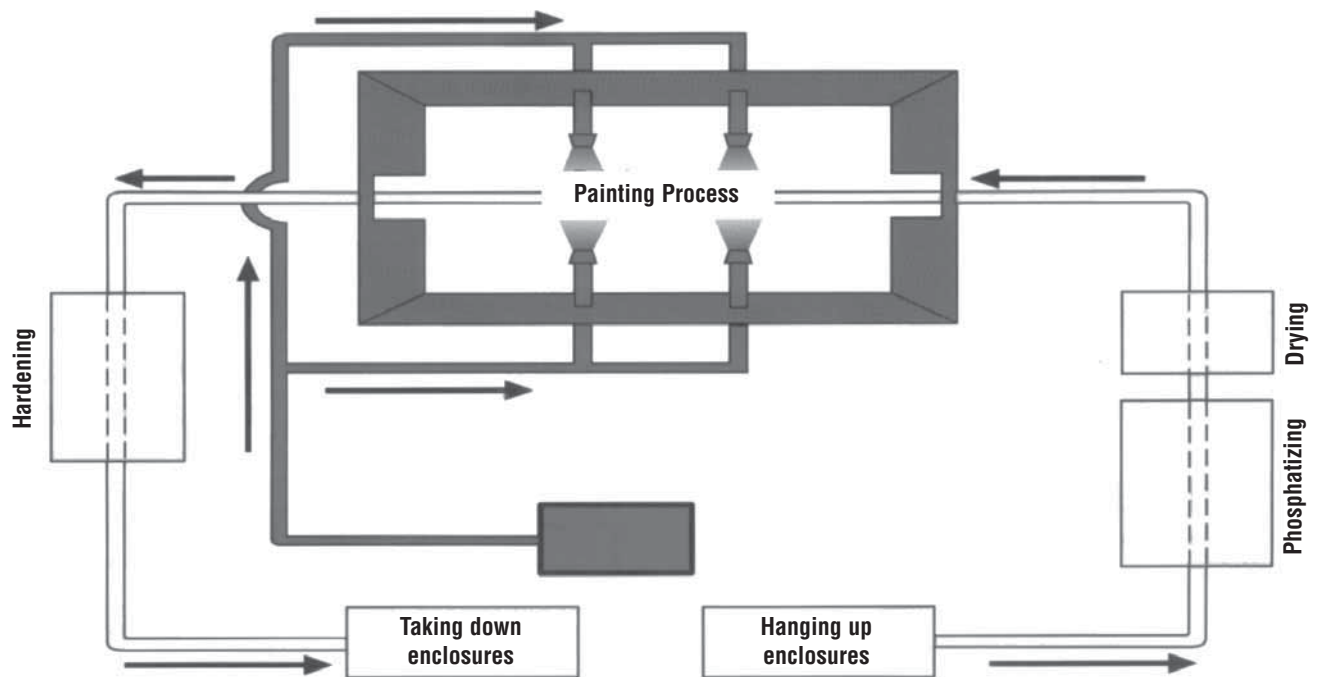 Painting Process
Hardening
Drying
Phosphatizing
Taking down
enclosures
Hanging up
enclosures